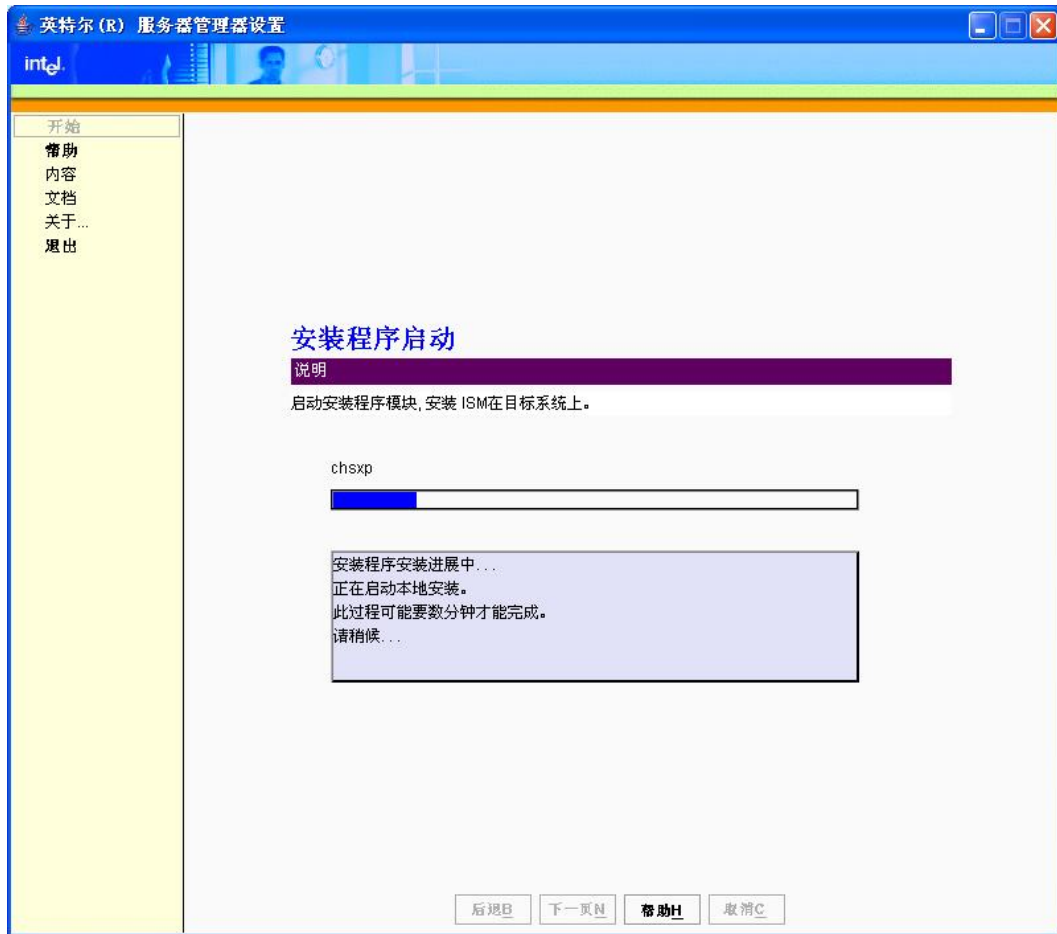 英特尔(R) 服务器管理器设置
intel.
开始
帮助
内容
文档
关于...
退出
安装程序启动
说明
启动安装程序模块, 安装 ISM在目标系统上。
chsxp
安装程序安装进展中...
正在启动本地安装。
此过程可能要数分钟才能完成。
请稍候...
后退B 下一页N 帮助H 取消C